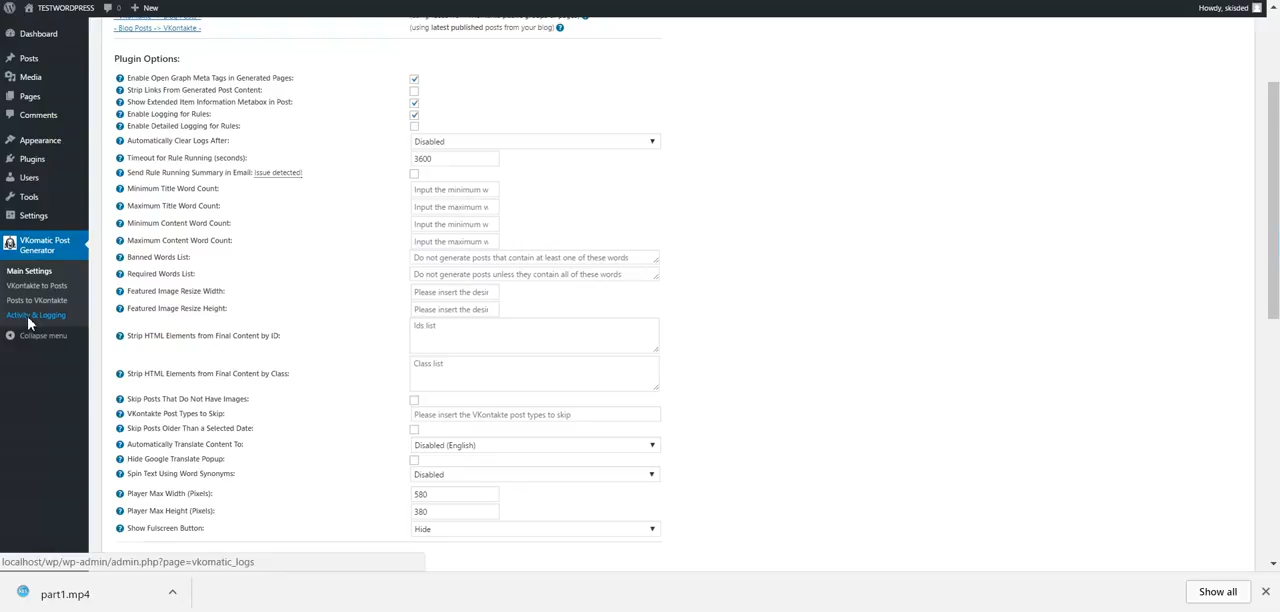 TESTWORDPRESS 0 New Howdy, skisded
Dashboard
Posts
Media
Pages
Comments
Appearance
Plugins
Users
Tools
Settings
VKomatic Post
Generator
Main Settings
VKontakte to Posts
Posts to VKontakte
Activity & Logging
Collapse menu
- Blog Posts -> VKontakte -
(using latest published posts from your blog)
Plugin Options:
Enable Open Graph Meta Tags in Generated Pages:
Strip Links From Generated Post Content:
Show Extended Item Information Metabox in Post:
Enable Logging for Rules:
Enable Detailed Logging for Rules:
Automatically Clear Logs After: Disabled
Timeout for Rule Running (seconds): 3600
Send Rule Running Summary in Email: (issue detected)
Minimum Title Word Count: Input the minimum w
Maximum Title Word Count: Input the maximum w
Minimum Content Word Count: Input the minimum w
Maximum Content Word Count: Input the maximum w
Banned Words List: Do not generate posts that contain at least one of these words
Required Words List: Do not generate posts unless they contain all of these words
Featured Image Resize Width: Please insert the desir
Featured Image Resize Height: Please insert the desir
Strip HTML Elements from Final Content by ID: Ids list
Strip HTML Elements from Final Content by Class: Class list
Skip Posts That Do Not Have Images:
VKontakte Post Types to Skip: Please insert the VKontakte post types to skip
Skip Posts Older Than a Selected Date:
Automatically Translate Content To: Disabled (English)
Hide Google Translate Popup:
Spin Text Using Word Synonyms: Disabled
Player Max Width (Pixels): 580
Player Max Height (Pixels): 380
Show Fulscreen Button: Hide
localhost/wp/wp-admin/admin.php?page=vkomatic_logs
part1.mp4
Show all